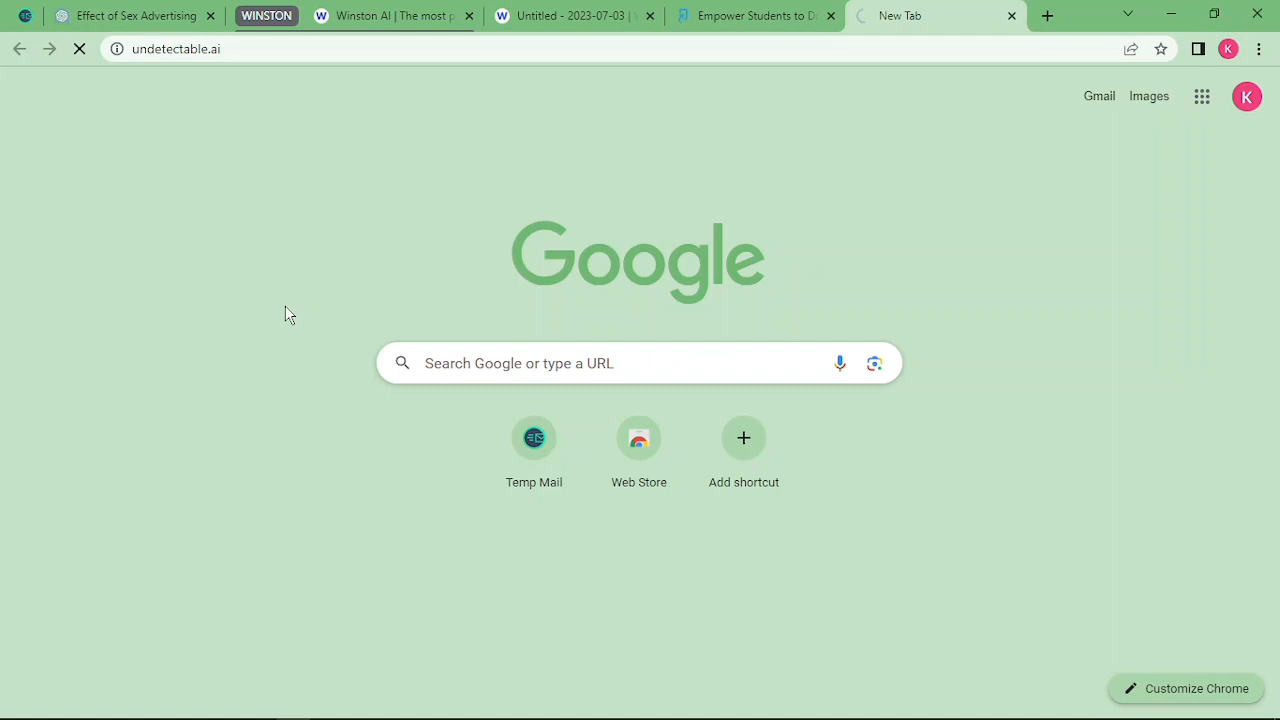 Effect of Sex Advertising
WINSTON
Winston AI | The most p
Untitled - 2023-07-03 |
Empower Students to D
New Tab
undetectable.ai
K
Gmail
Images
K
Google
Search Google or type a URL
Temp Mail
Web Store
Add shortcut
Customize Chrome